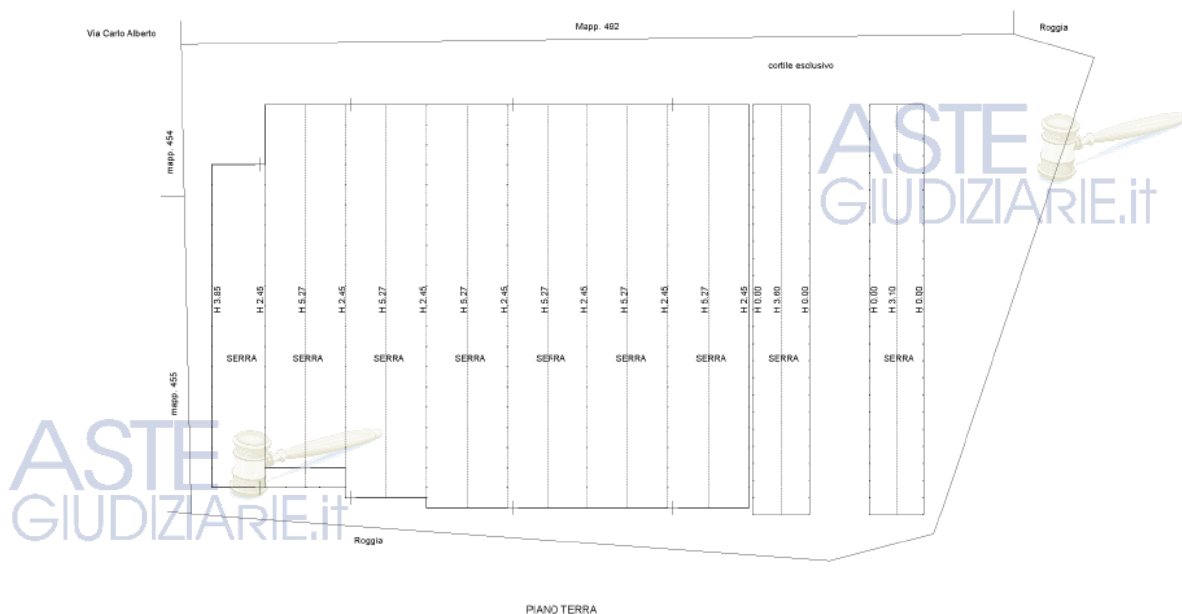 Via Carlo Alberto
Mapp. 492
Roggia
cortile esclusivo
mapp. 454
ASTE
GIUDIZIARIE.it
H 3.85
H 2.45
H 5.27
H 2.45
H 5.27
H 2.45
H 5.27
H 2.45
H 5.27
H 2.45
H 5.27
H 2.45
H 5.27
H 2.45
H 0.00
H 3.60
H 0.00
H 0.00
H 3.10
H 0.00
SERRA
SERRA
SERRA
SERRA
SERRA
SERRA
SERRA
SERRA
SERRA
mapp. 455
ASTE
GIUDIZIARIE.it
Roggia
PIANO TERRA